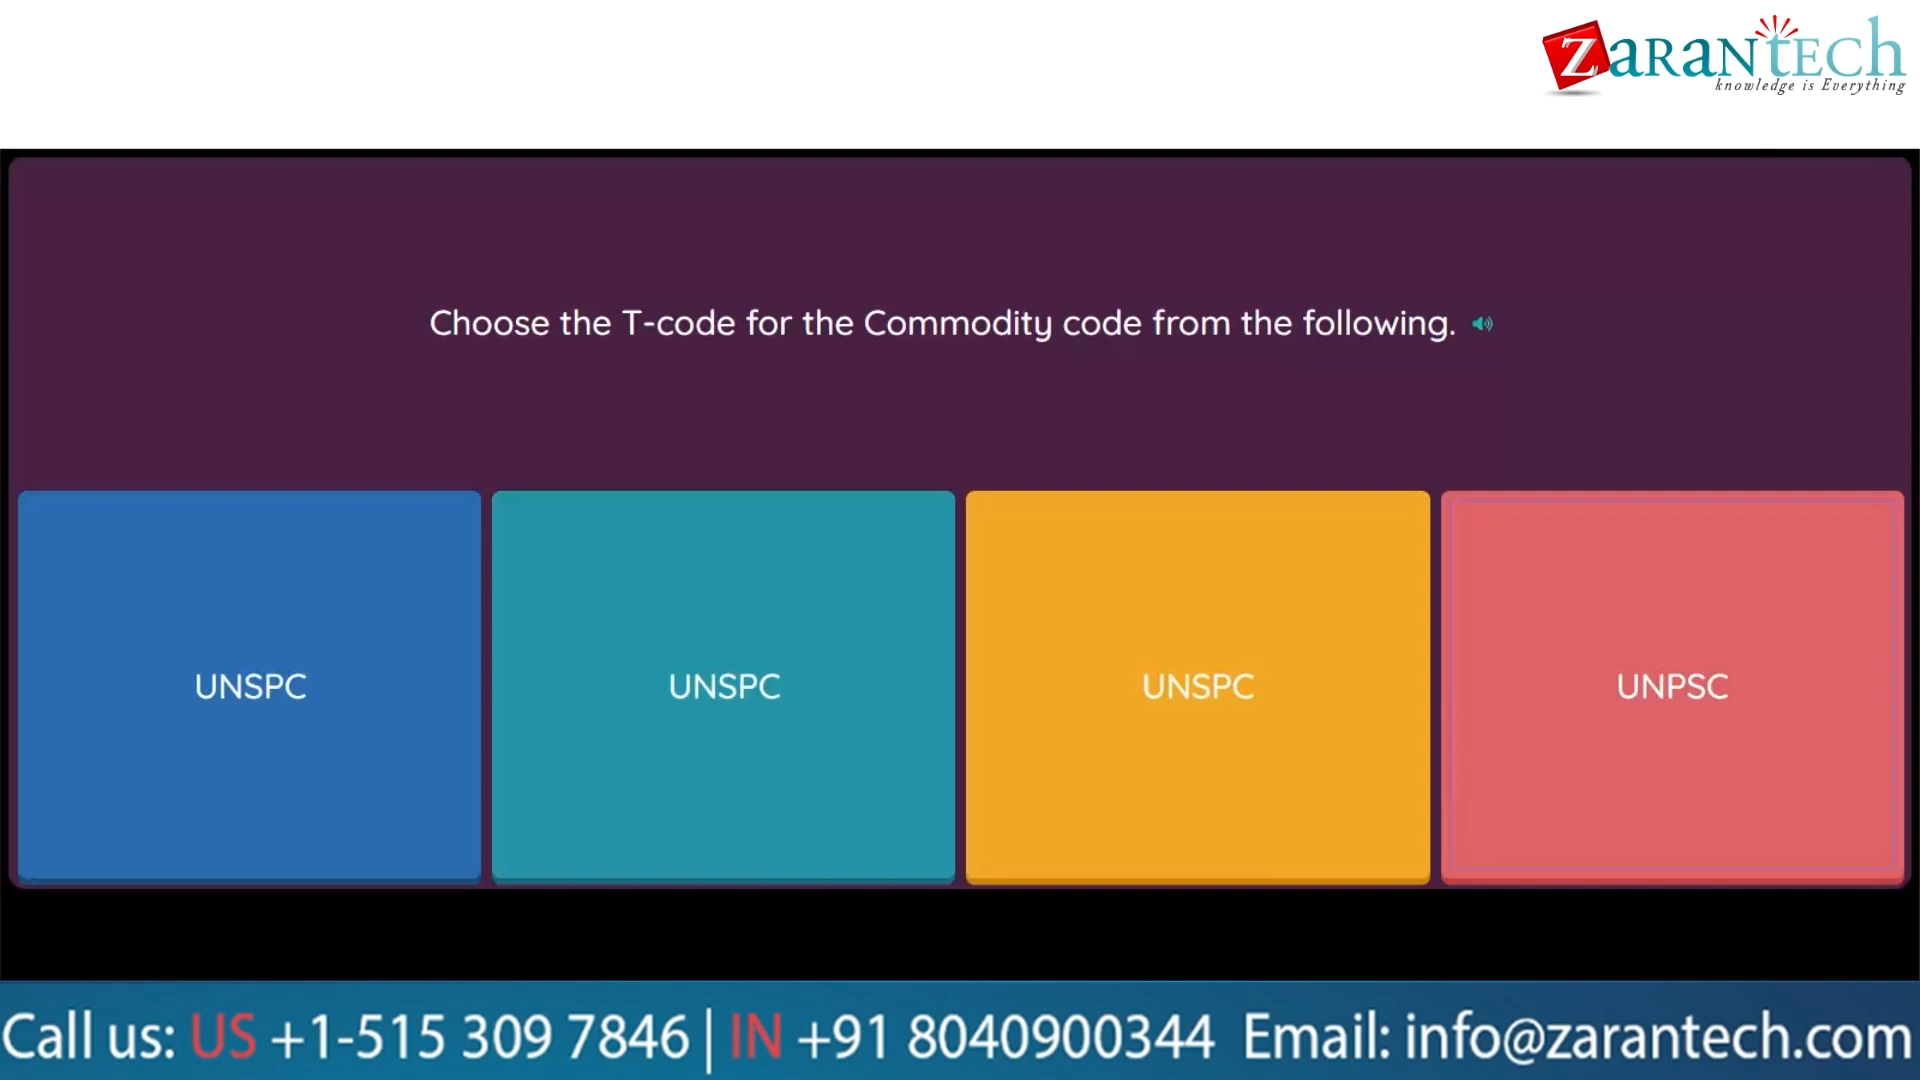 ZaranTech
knowledge is Everything
Choose the T-code for the Commodity code from the following.
UNSPC
UNSPC
UNSPC
UNPSC
Call us: US +1-515 309 7846 | IN +91 8040900344 Email: info@zarantech.com